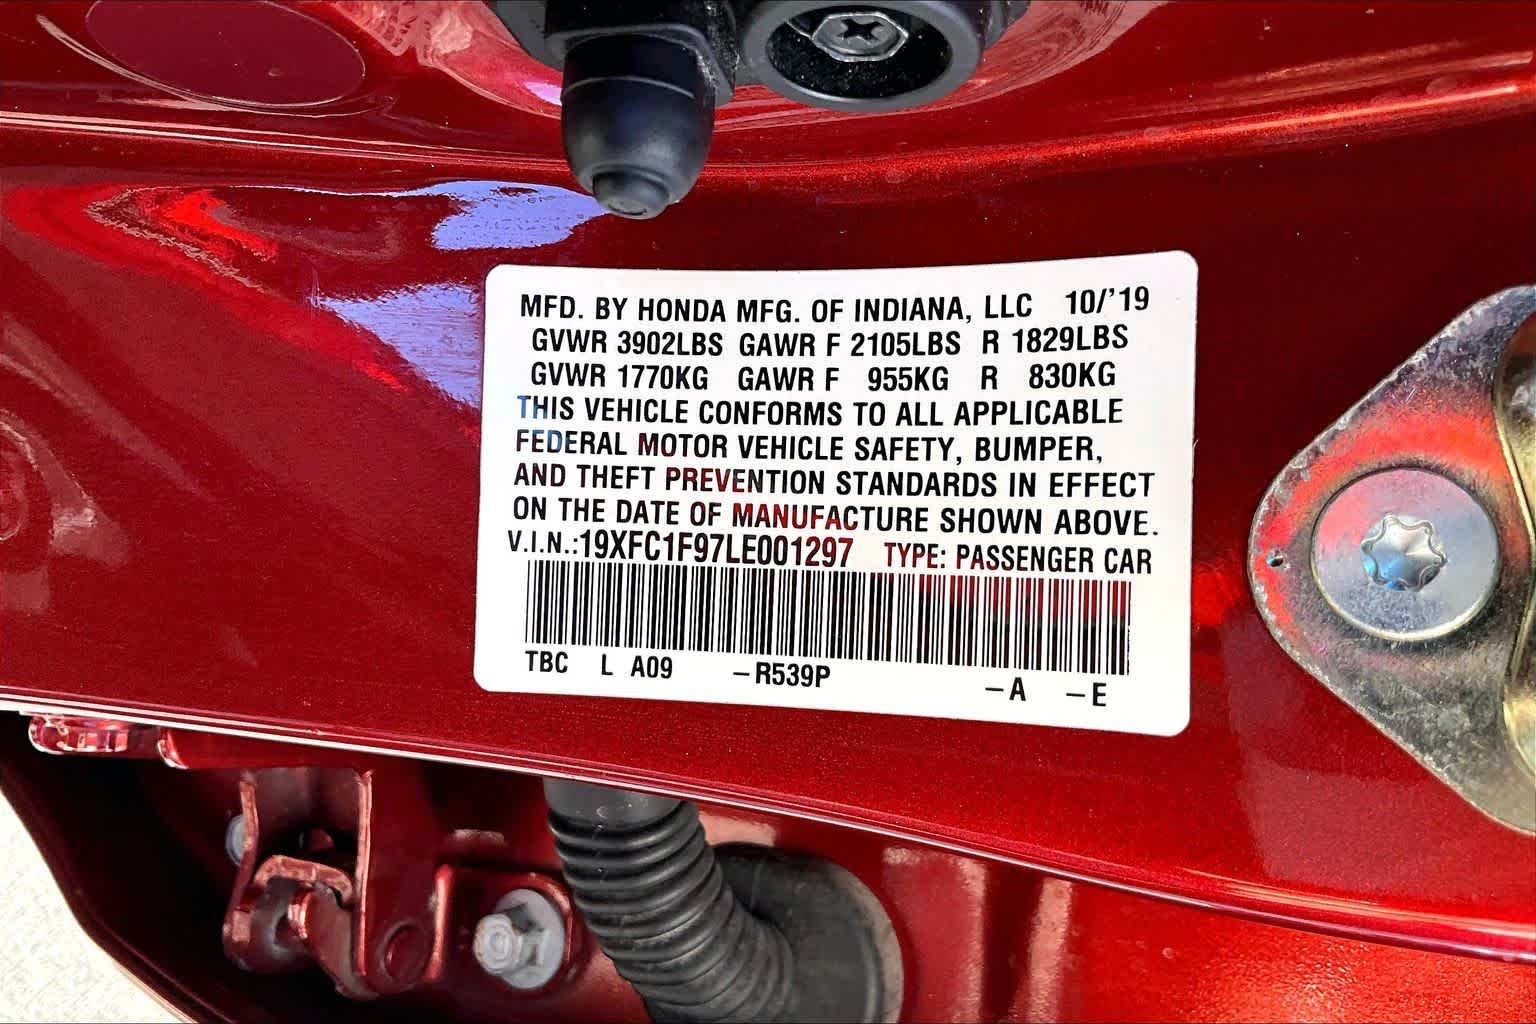 MFD. BY HONDA MFG. OF INDIANA, LLC 10/'19
GVWR 3902LBS GAWR F 2105LBS R 1829LBS
GVWR 1770KG GAWR F 955KG R 830KG
THIS VEHICLE CONFORMS TO ALL APPLICABLE
FEDERAL MOTOR VEHICLE SAFETY, BUMPER,
AND THEFT PREVENTION STANDARDS IN EFFECT
ON THE DATE OF MANUFACTURE SHOWN ABOVE.
V.I.N.:19XFC1F97LE001297 TYPE: PASSENGER CAR
TBC L A09 –R539P –A –E